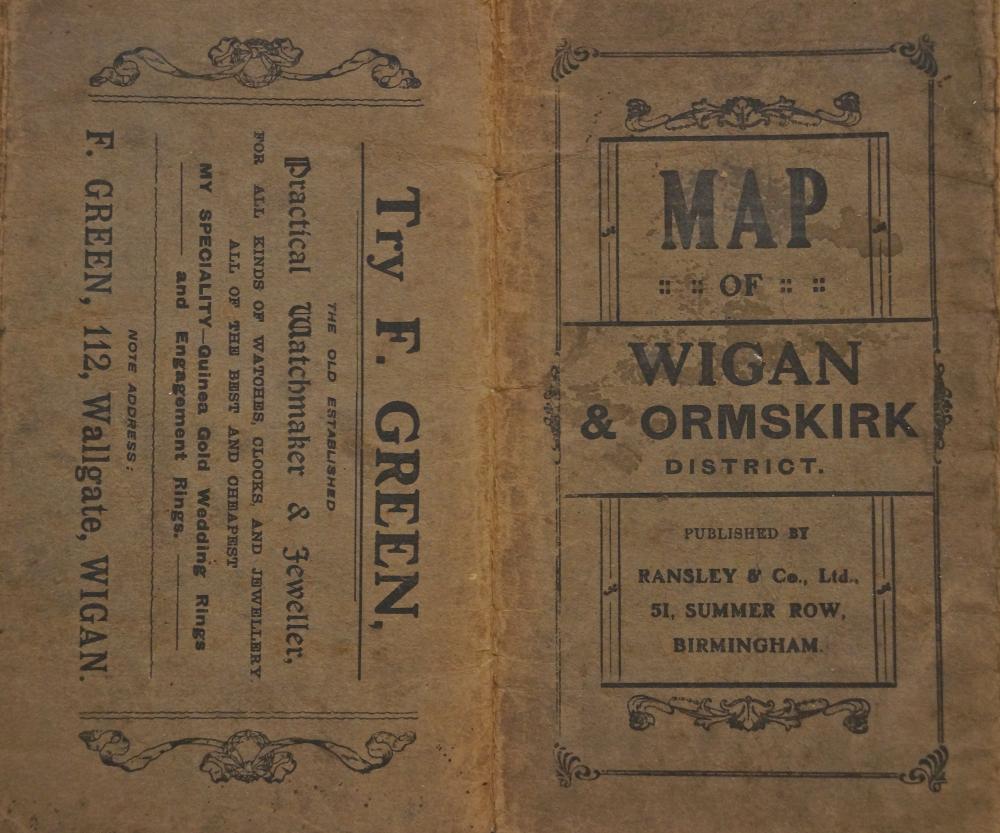 Try F. GREEN,
THE OLD ESTABLISHED
Practical Watchmaker & Jeweller,
FOR ALL KINDS OF WATCHES, CLOCKS, AND JEWELLERY
ALL OF THE BEST AND CHEAPEST
MY SPECIALITY—Guinea Gold Wedding Rings
and Engagement Rings.
NOTE ADDRESS:
F. GREEN, 112, Wallgate, WIGAN.
MAP
:: :: OF :: ::
WIGAN
& ORMSKIRK
DISTRICT.
PUBLISHED BY
RANSLEY & Co., Ltd.,
51, SUMMER ROW,
BIRMINGHAM.